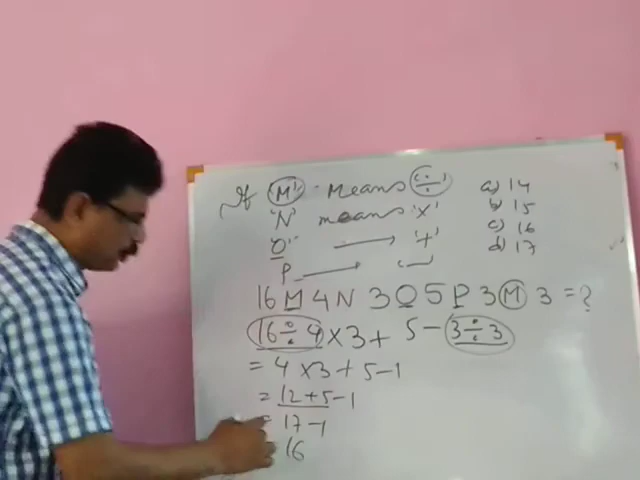 If 'M' means '÷' a) 14
'N' means '×' b) 15
'O' → '+' c) 16
P → '-' d) 17
16 M 4 N 3 O 5 P 3 M 3 = ?
16 ÷ 4 × 3 + 5 - 3 ÷ 3
= 4 × 3 + 5 - 1
= 12 + 5 - 1
= 17 - 1
16